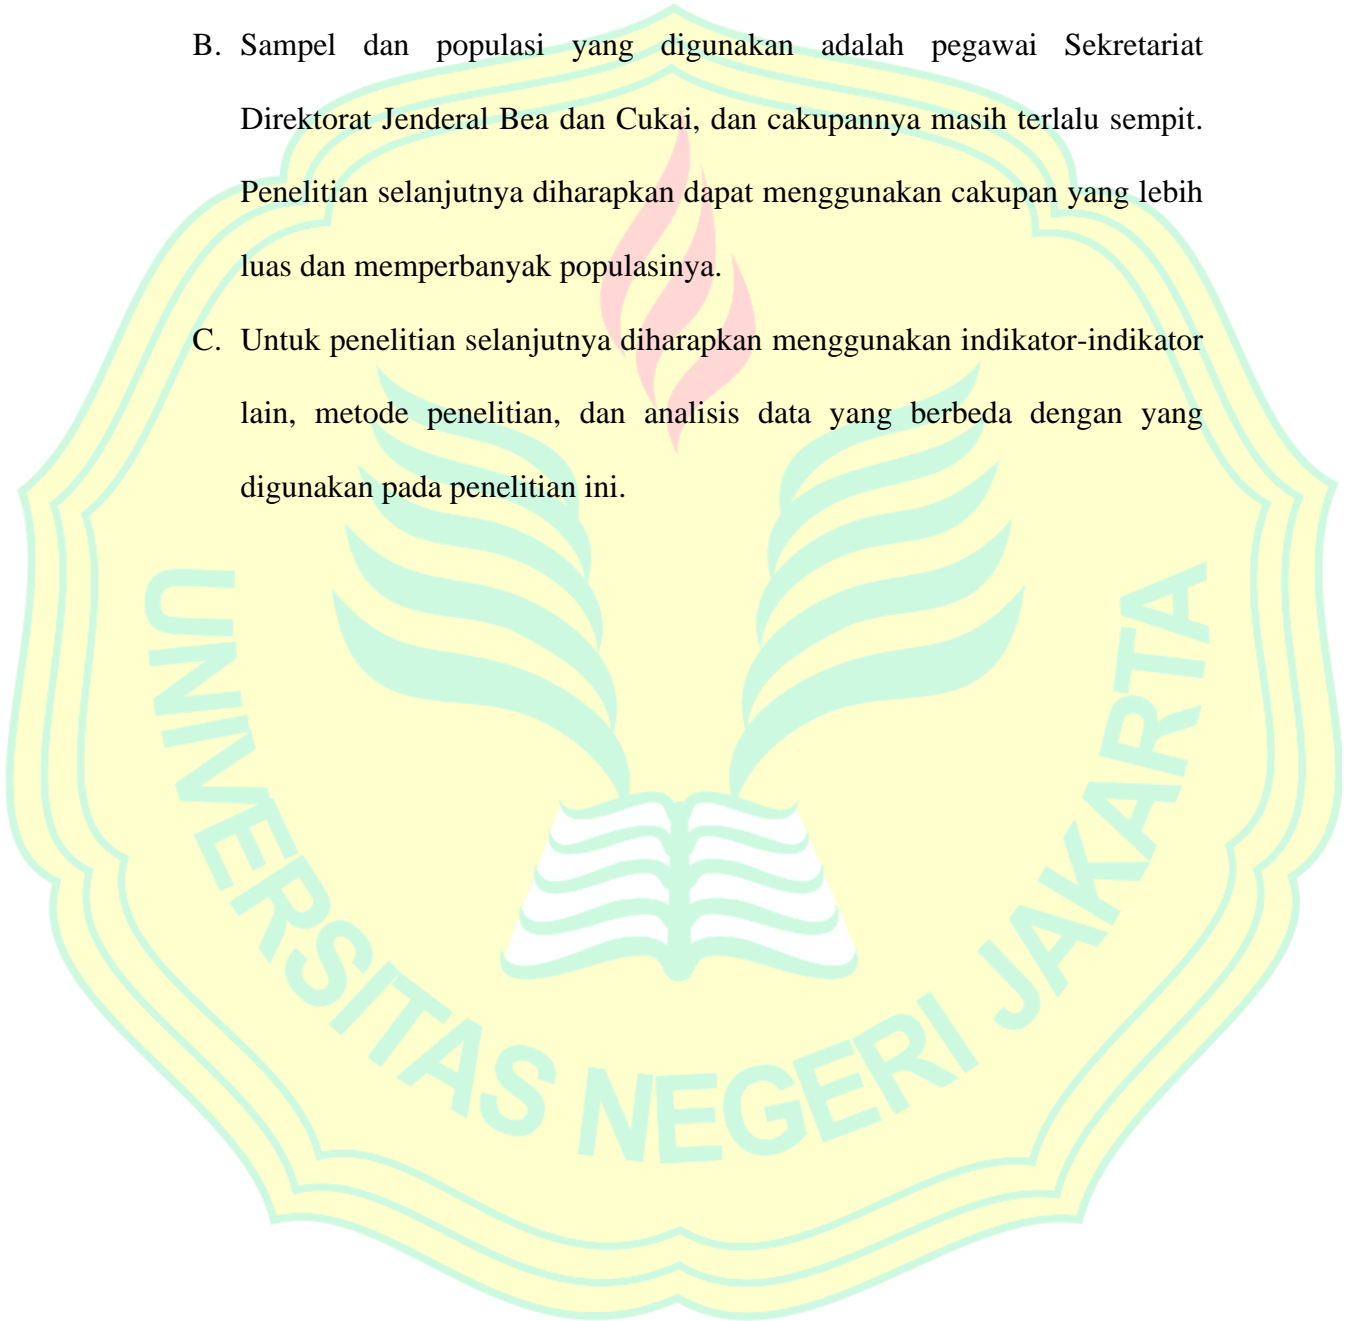 B. Sampel dan populasi yang digunakan adalah pegawai Sekretariat
Direktorat Jenderal Bea dan Cukai, dan cakupannya masih terlalu sempit.
Penelitian selanjutnya diharapkan dapat menggunakan cakupan yang lebih
luas dan memperbanyak populasinya.
C. Untuk penelitian selanjutnya diharapkan menggunakan indikator-indikator
lain, metode penelitian, dan analisis data yang berbeda dengan yang
digunakan pada penelitian ini.
UNIVERSITAS NEGERI JAKARTA